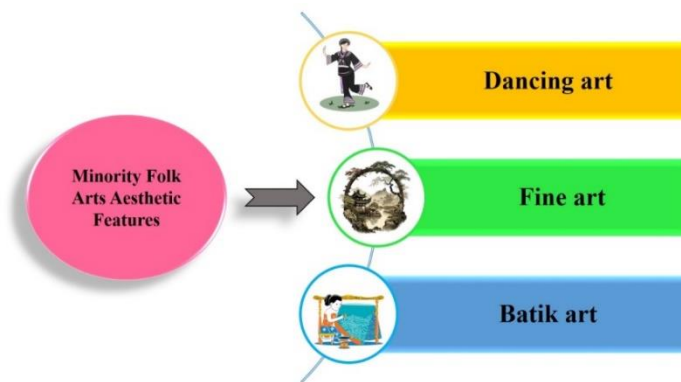 Minority Folk
Arts Aesthetic
Features
Dancing art
Fine art
Batik art